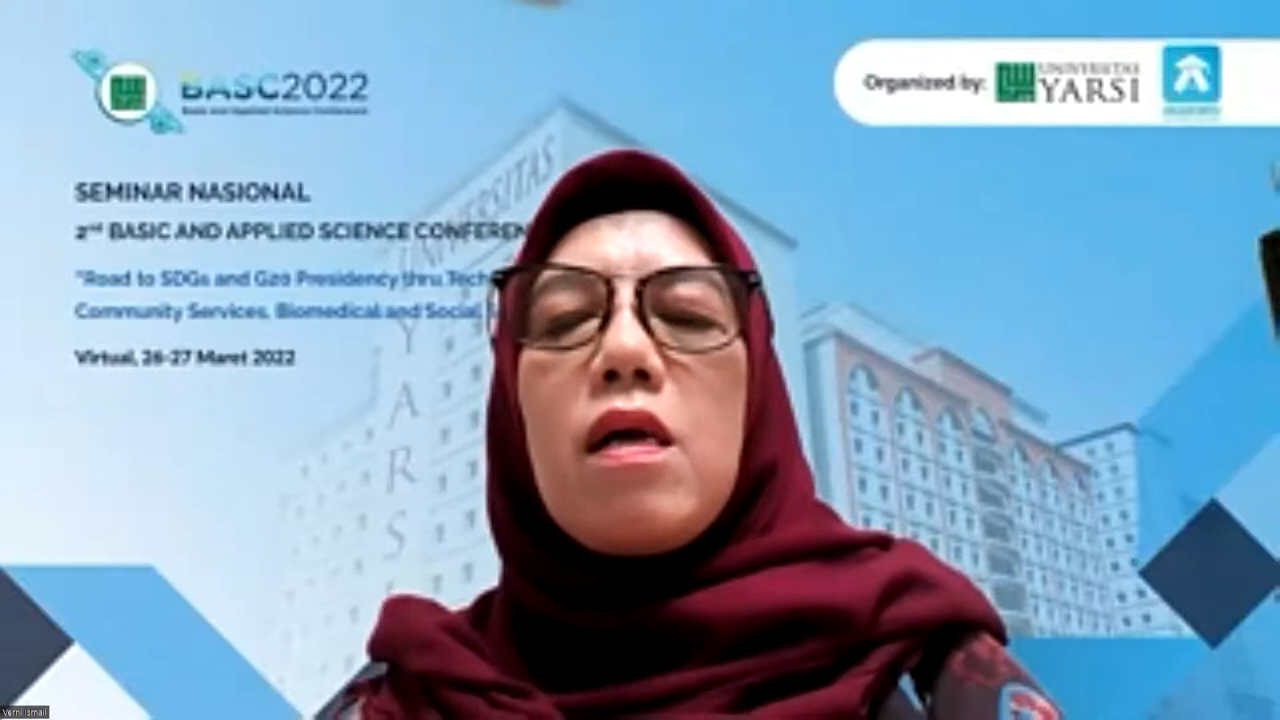 BASC2022
Basic and Applied Science Conference
Organized by:
UNIVERSITAS
YARSI
SEMINAR NASIONAL
2nd BASIC AND APPLIED SCIENCE CONFEREN
"Road to SDGs and G20 Presidency thru Tech
Community Services, Biomedical and Social
Virtual, 26-27 Maret 2022
UNIVERSITAS
YARSI
Verni Ismail